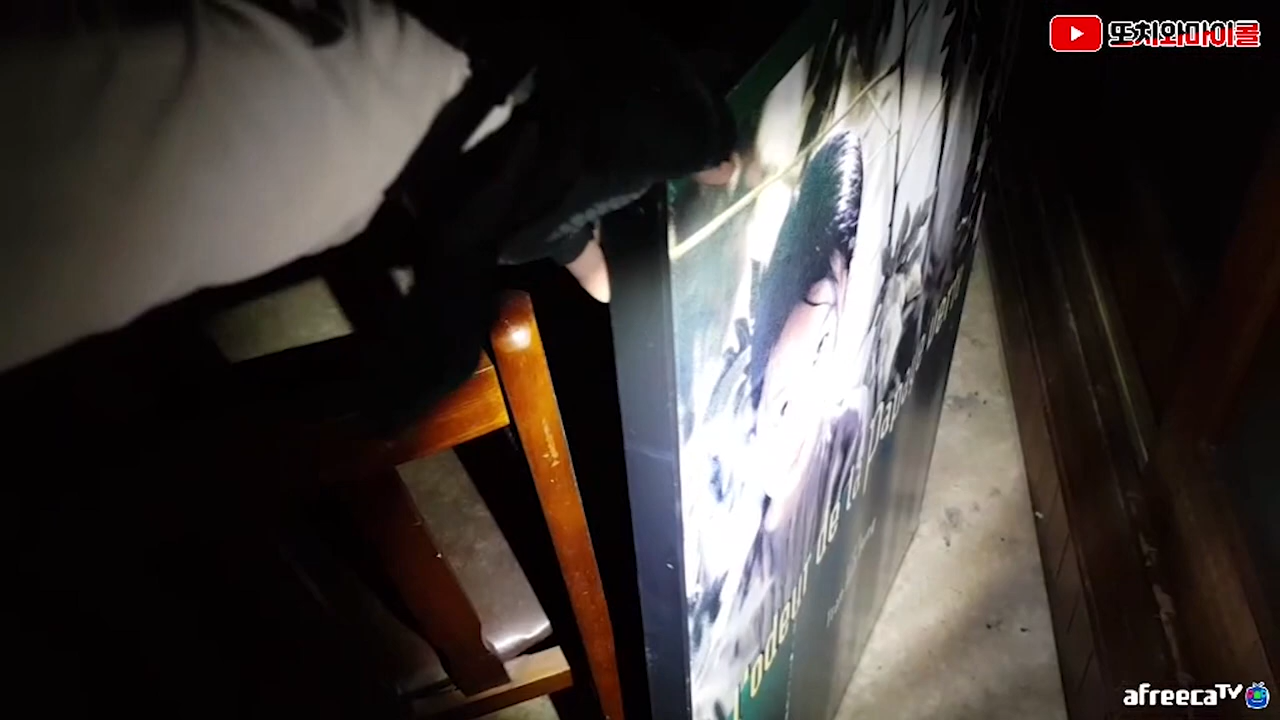 또치와마이콜
L'odeur de la papaye verte
afreecaTV